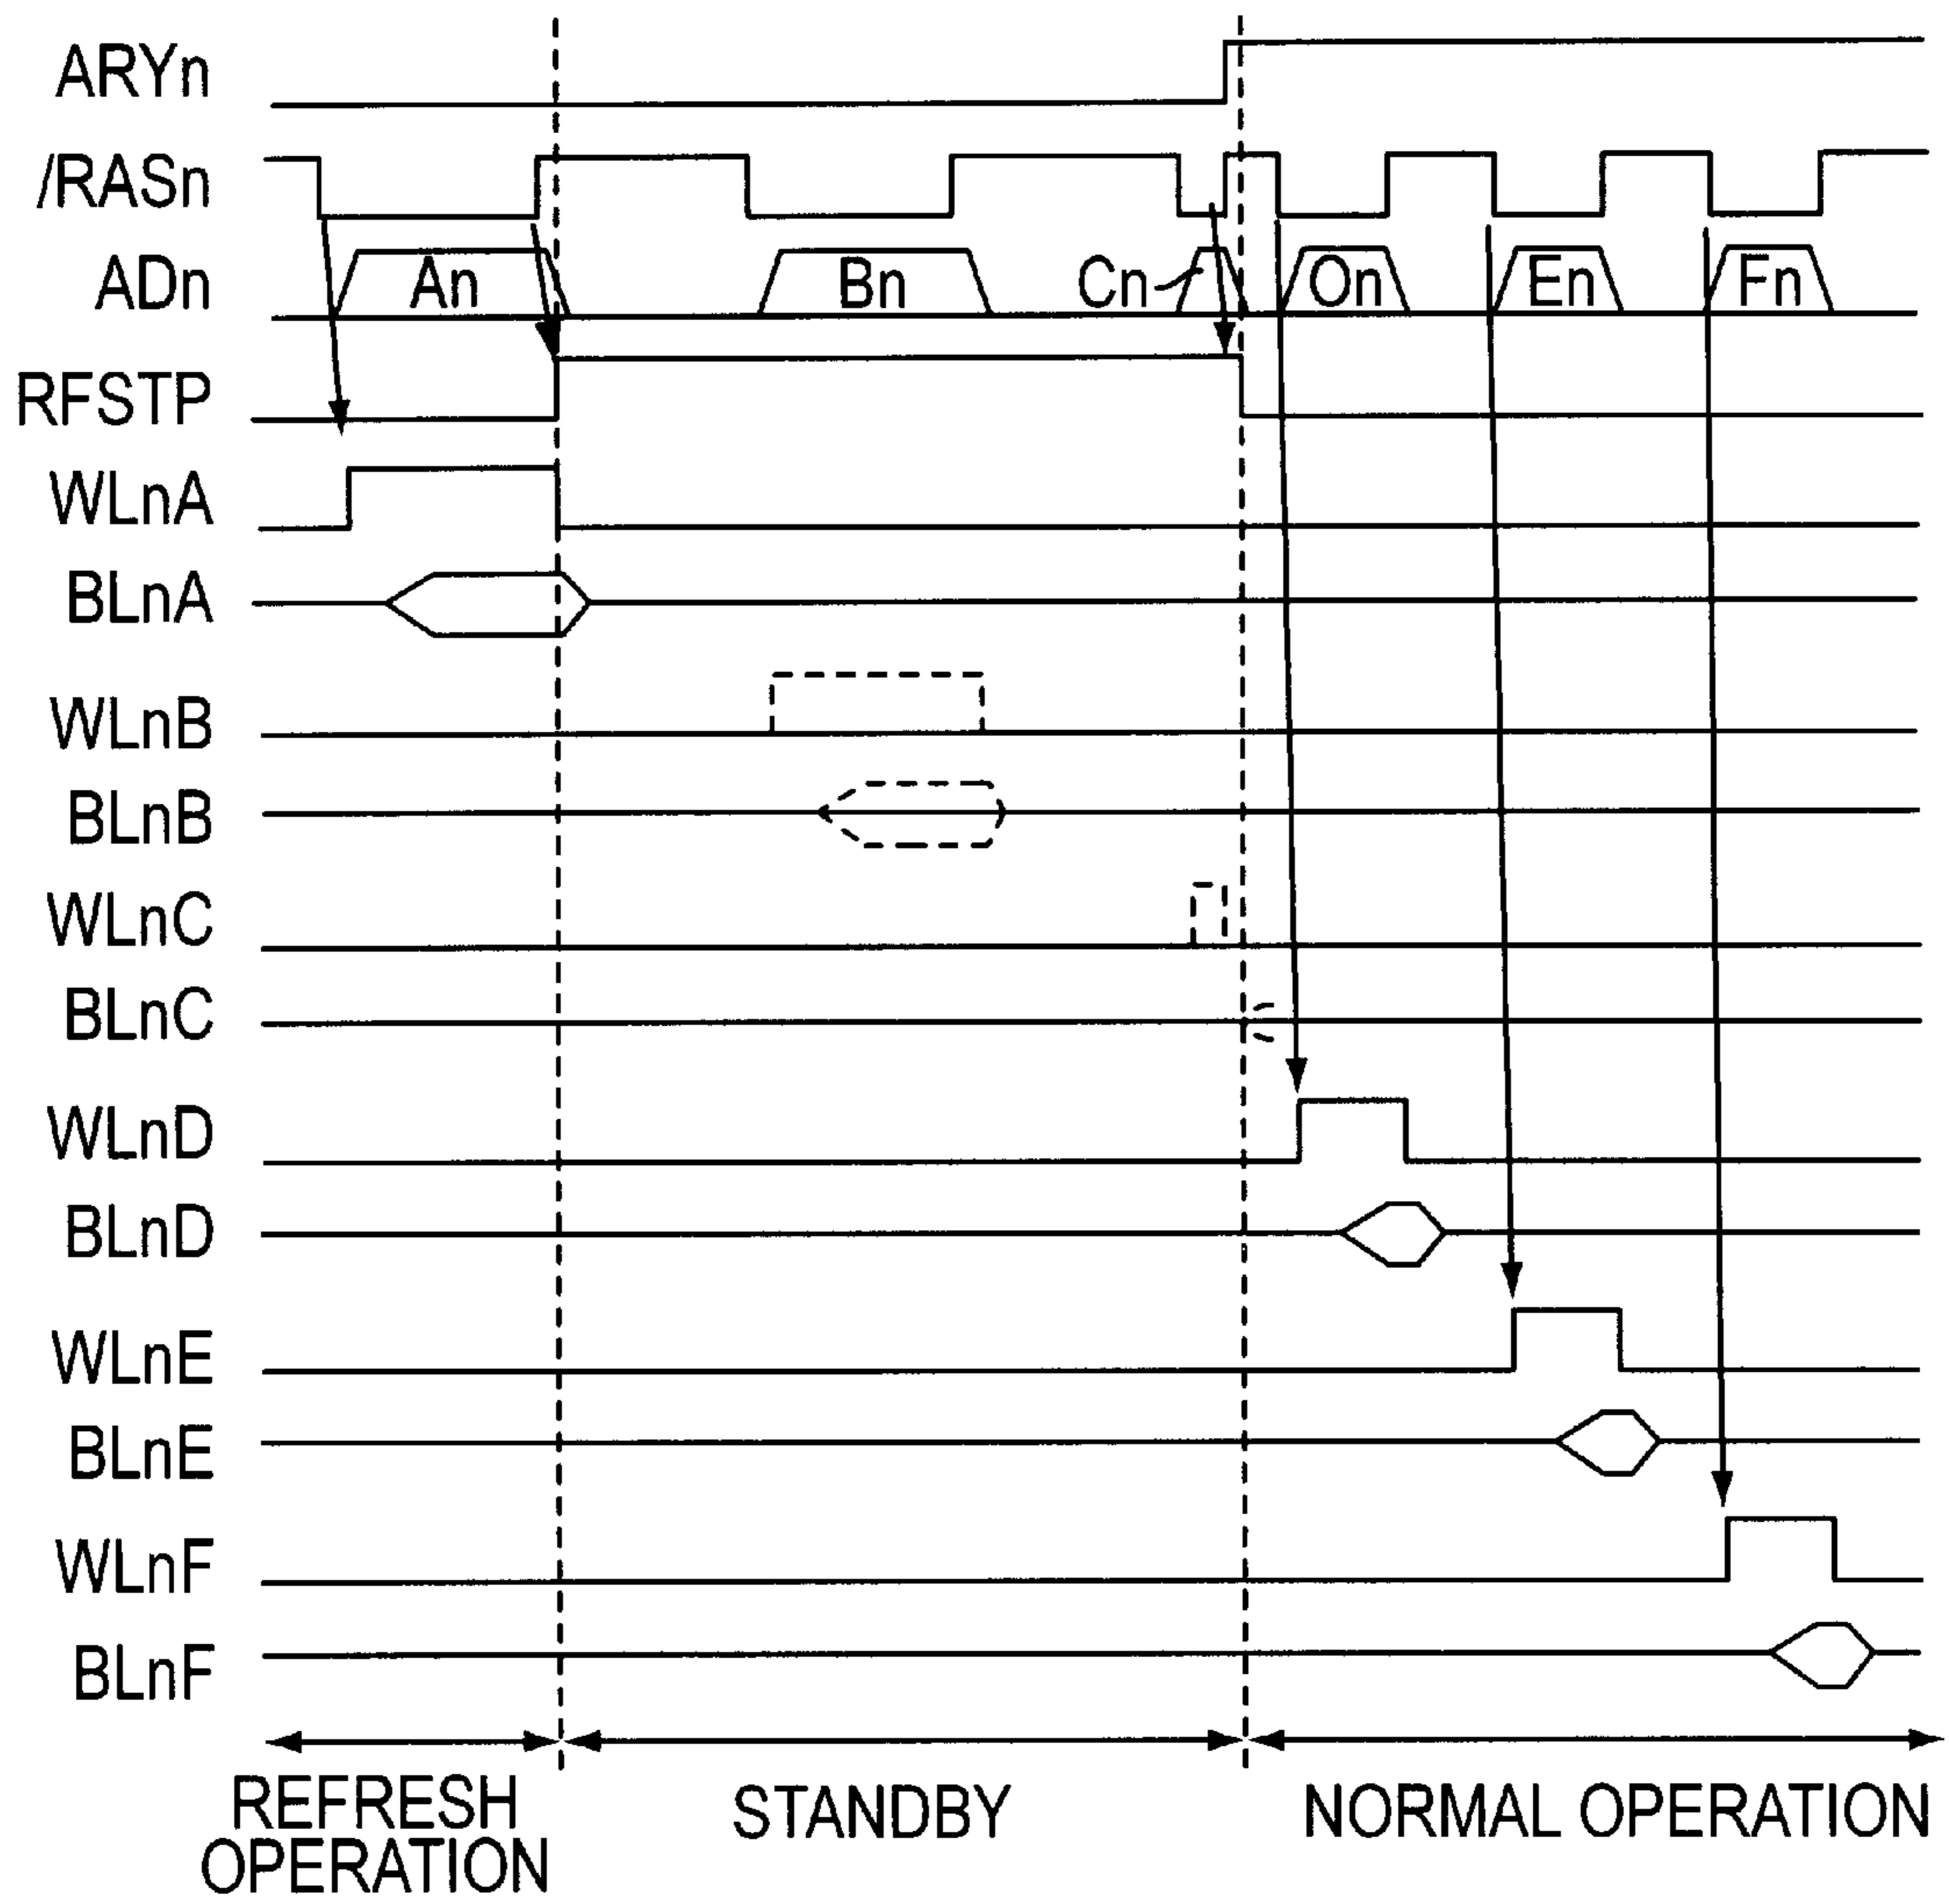 ARYn
/RASn
ADn An Bn Cn On En Fn
RFSTP
WLnA
BLnA
WLnB
BLnB
WLnC
BLnC
WLnD
BLnD
WLnE
BLnE
WLnF
BLnF
REFRESH OPERATION
STANDBY
NORMAL OPERATION